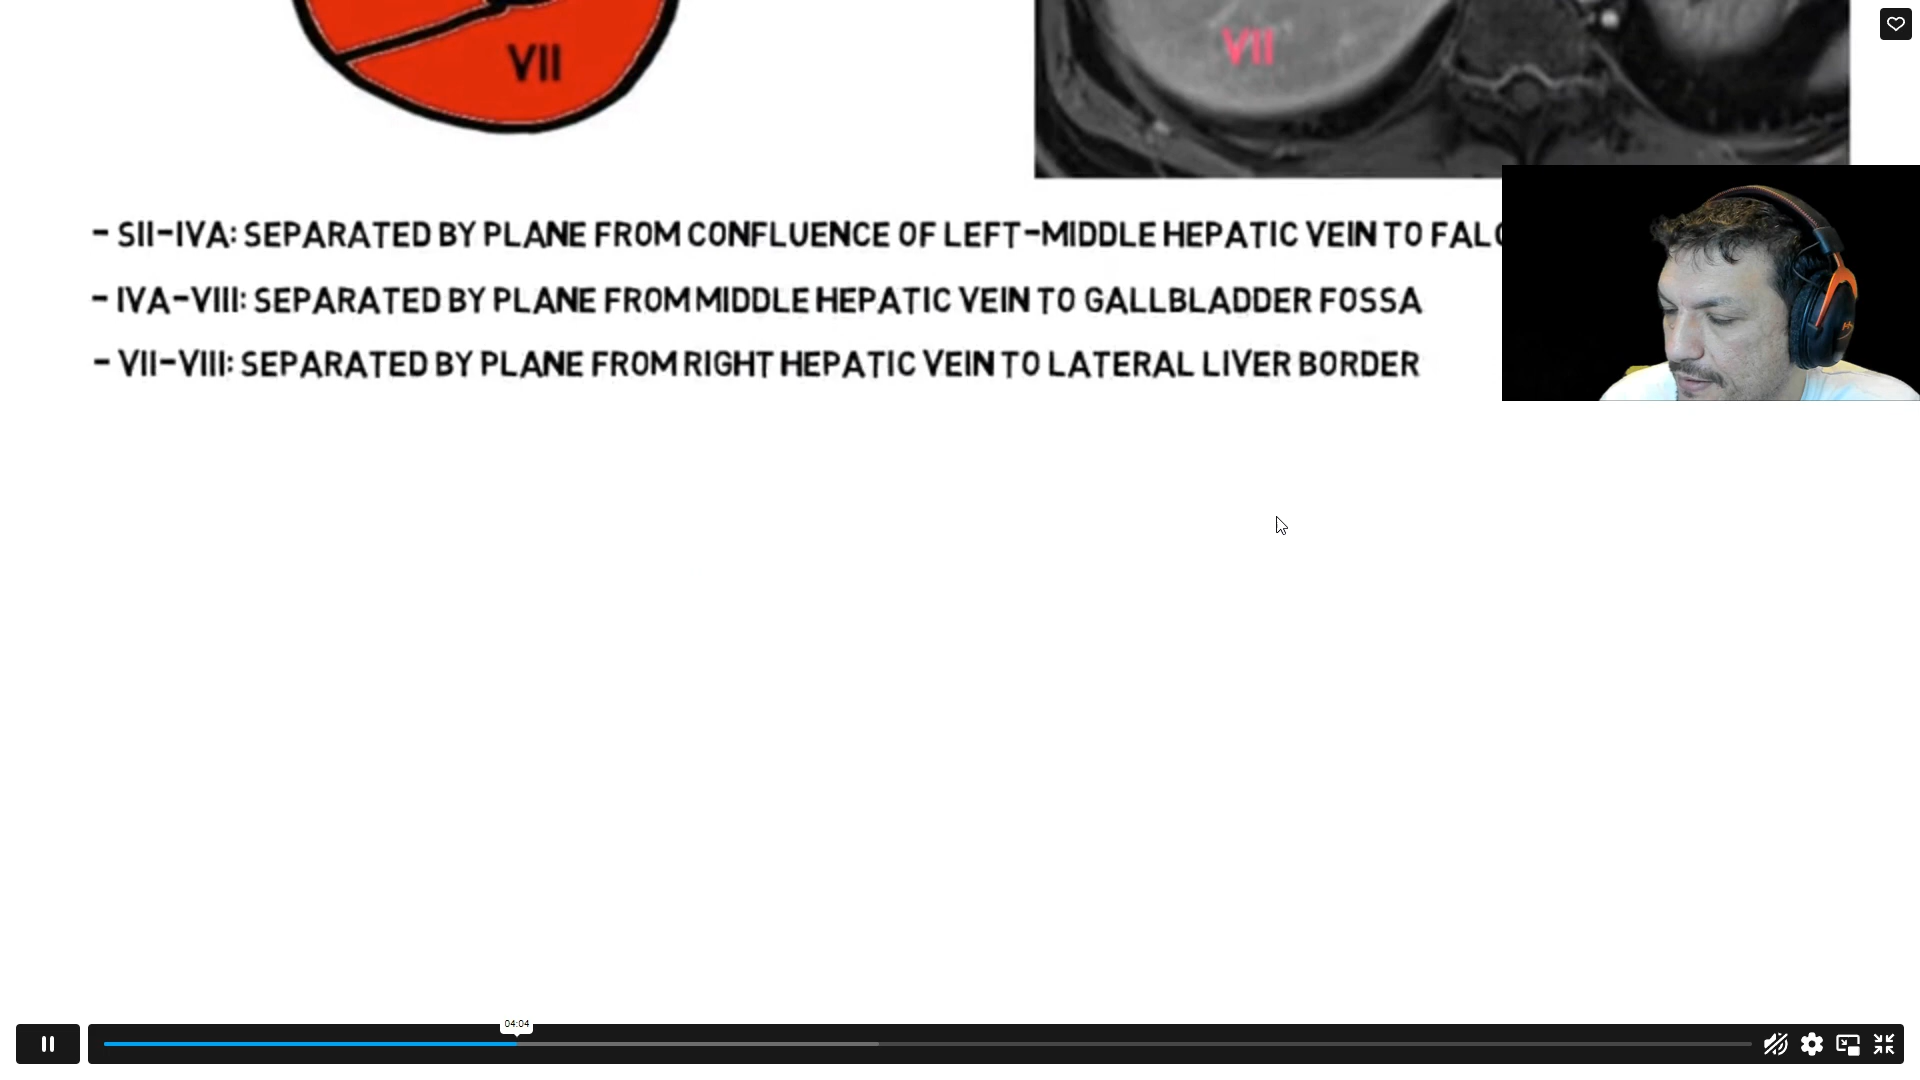 VII
VII
- SII-IVA: SEPARATED BY PLANE FROM CONFLUENCE OF LEFT-MIDDLE HEPATIC VEIN TO
- IVA-VIII: SEPARATED BY PLANE FROM MIDDLE HEPATIC VEIN TO GALLBLADDER FOSSA
- VII-VIII: SEPARATED BY PLANE FROM RIGHT HEPATIC VEIN TO LATERAL LIVER BORDER
04:04